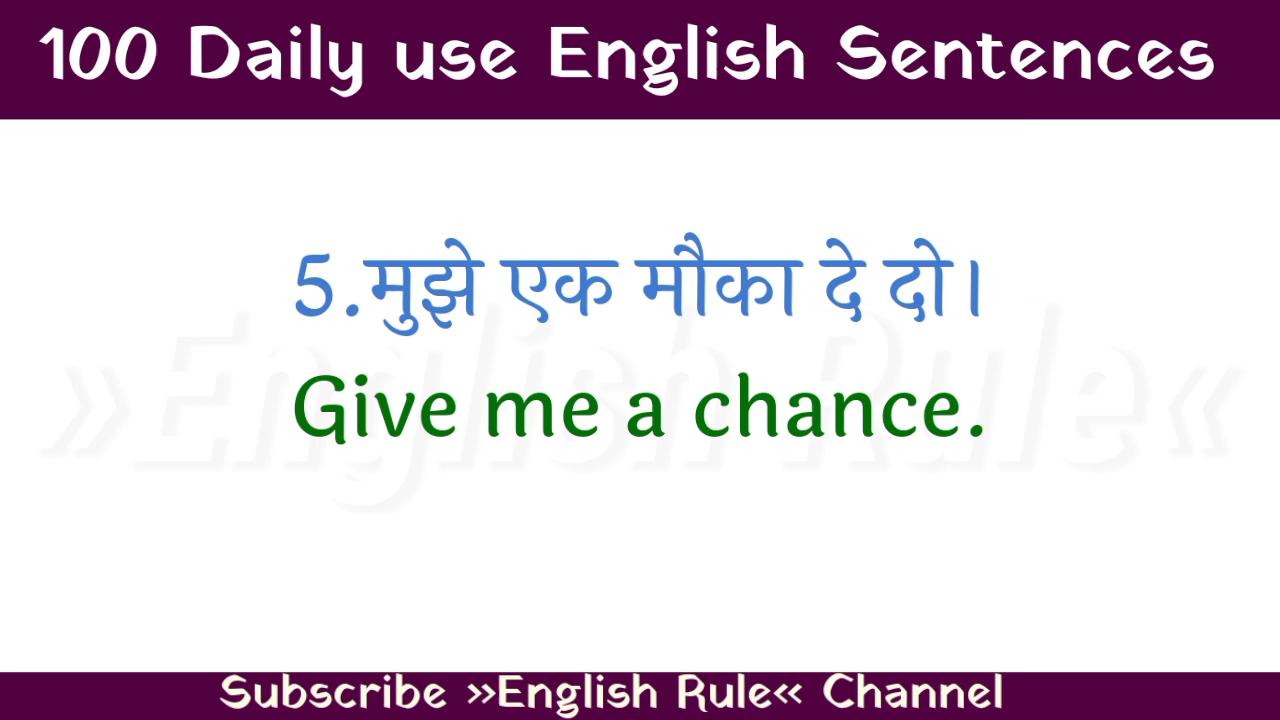 100 Daily use English Sentences
5.मुझे एक मौका दे दो।
Give me a chance.
»English Rule«
Subscribe »English Rule« Channel